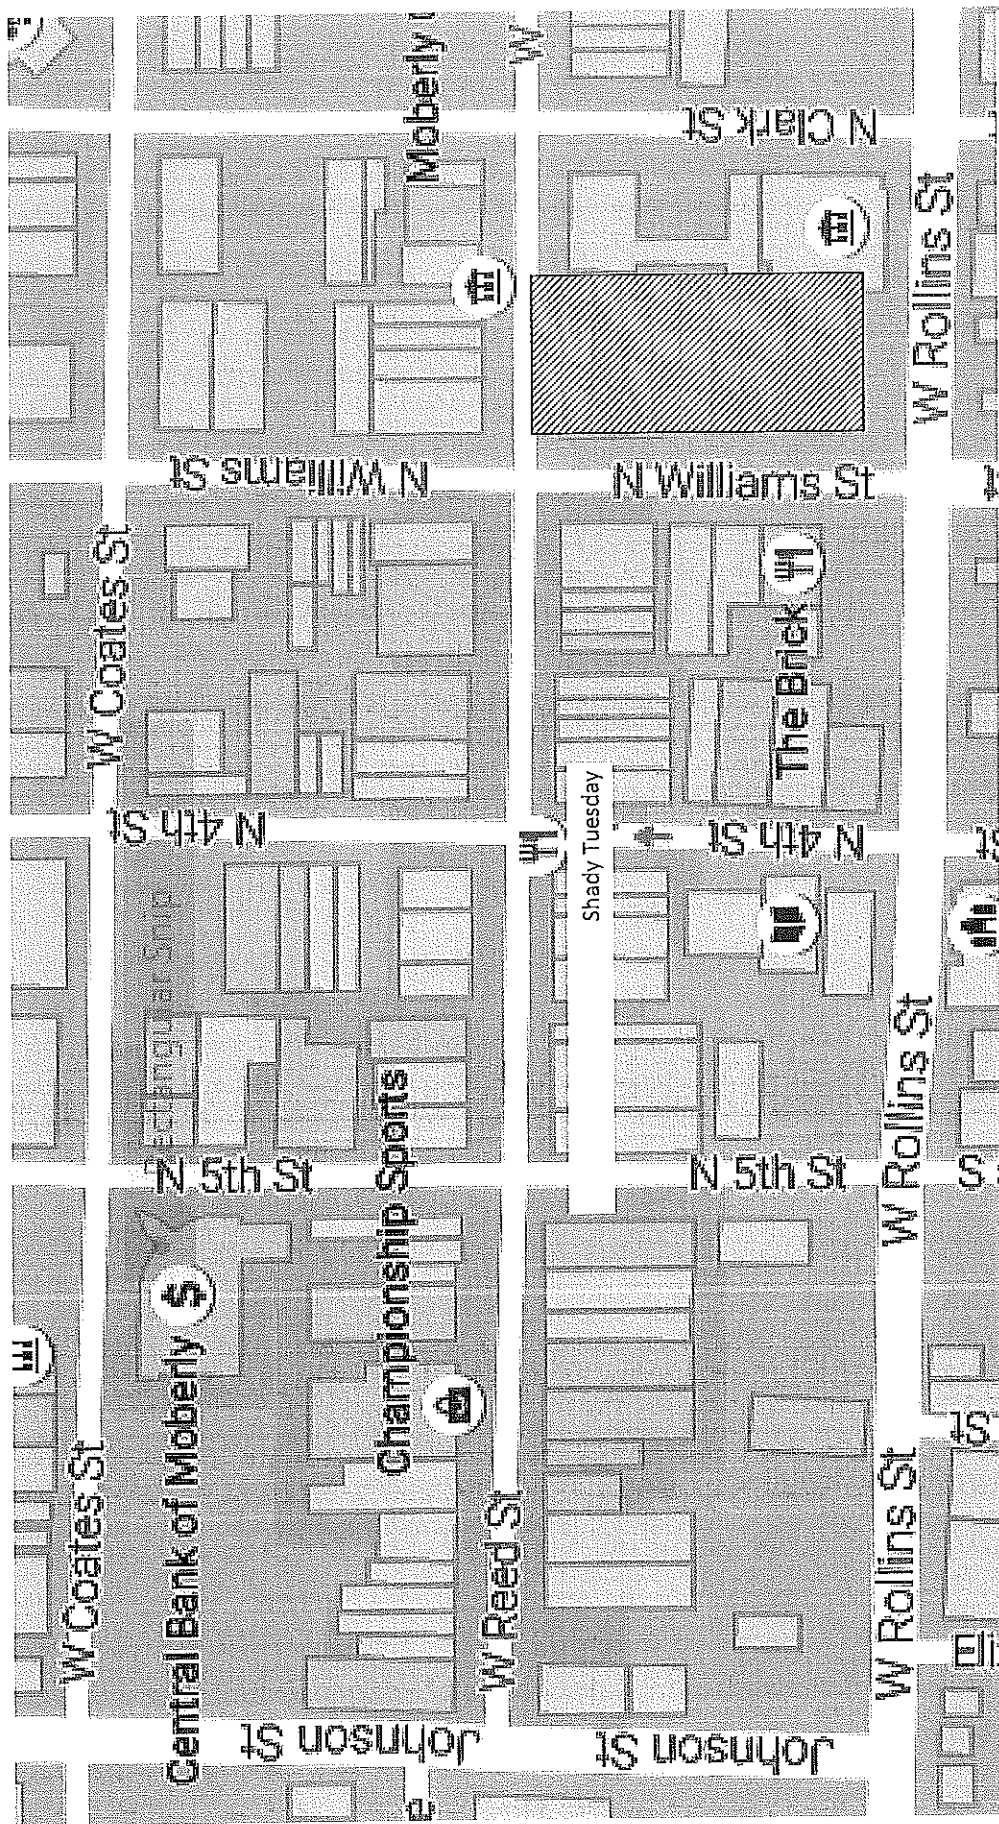 W Coates St
W Coates St
Central Bank of Moberly
Johnson St
Johnson St
N 5th St
N 5th St
S
N 4th St
N 4th St
St
N Williams St
N Williams St
N Clark St
Moberly
W
Championship Sports
Shady Tuesday
The Brick
W Reed St
W Rollins St
W Rollins St
W Rollins St
St
e
$